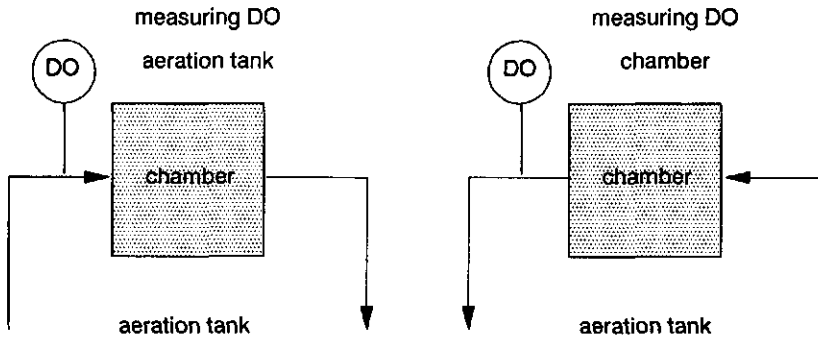 measuring DO
aeration tank
DO
chamber
aeration tank
measuring DO
chamber
DO
chamber
aeration tank